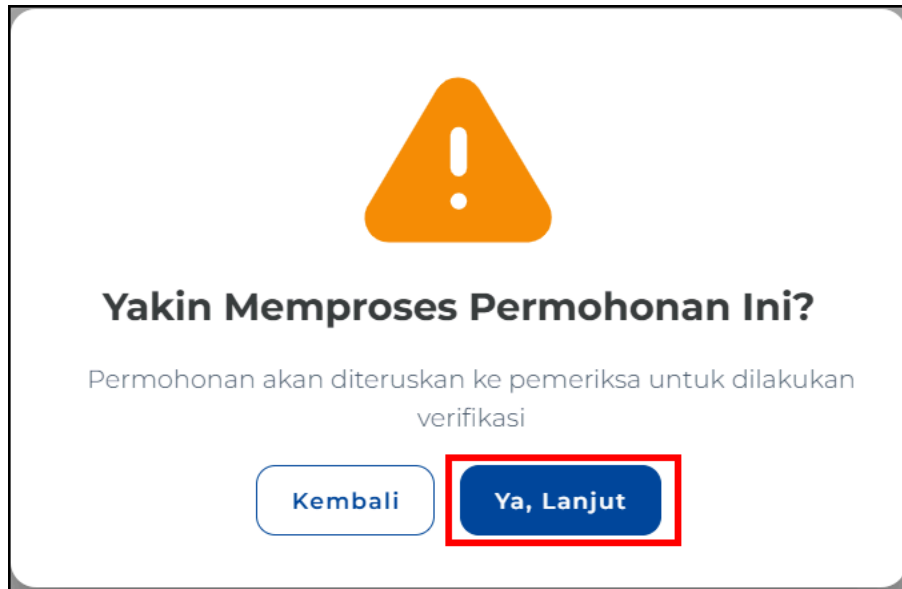 Yakin Memproses Permohonan Ini?
Permohonan akan diteruskan ke pemeriksa untuk dilakukan
verifikasi
Kembali
Ya, Lanjut